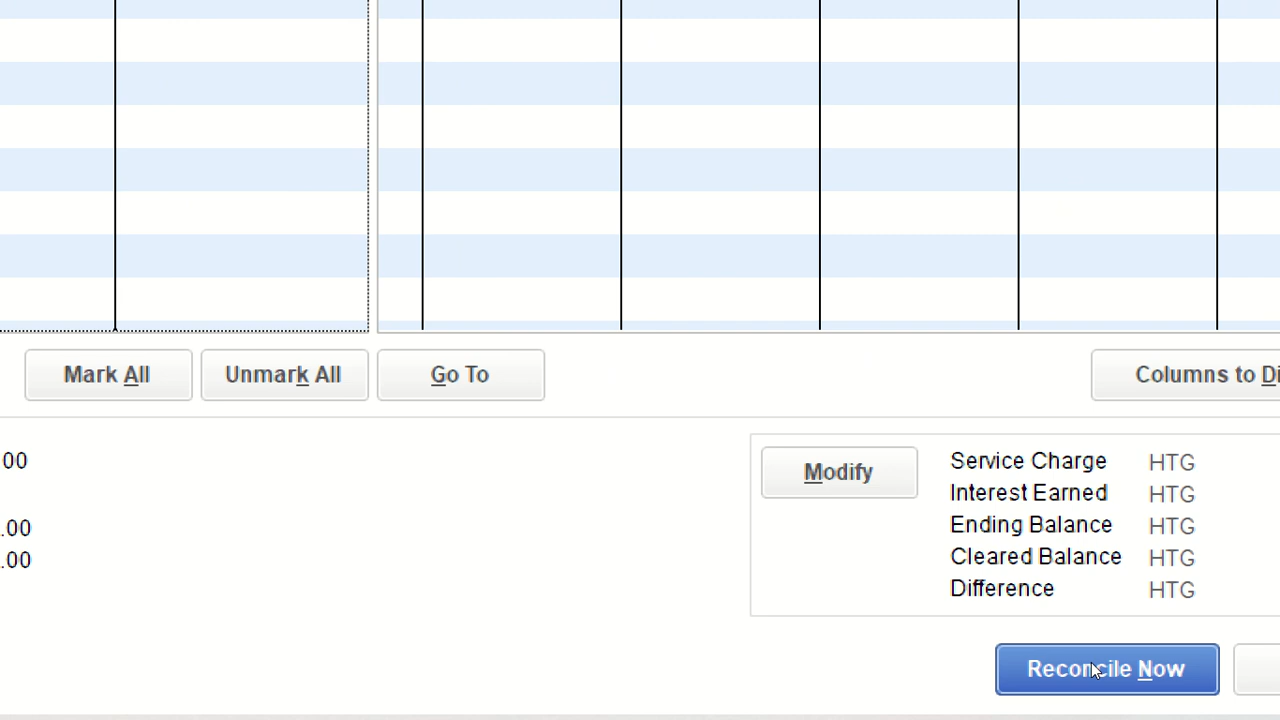 Mark All Unmark All Go To Columns to Di
00 Modify Service Charge HTG
Interest Earned HTG
.00 Ending Balance HTG
.00 Cleared Balance HTG
Difference HTG
Reconcile Now